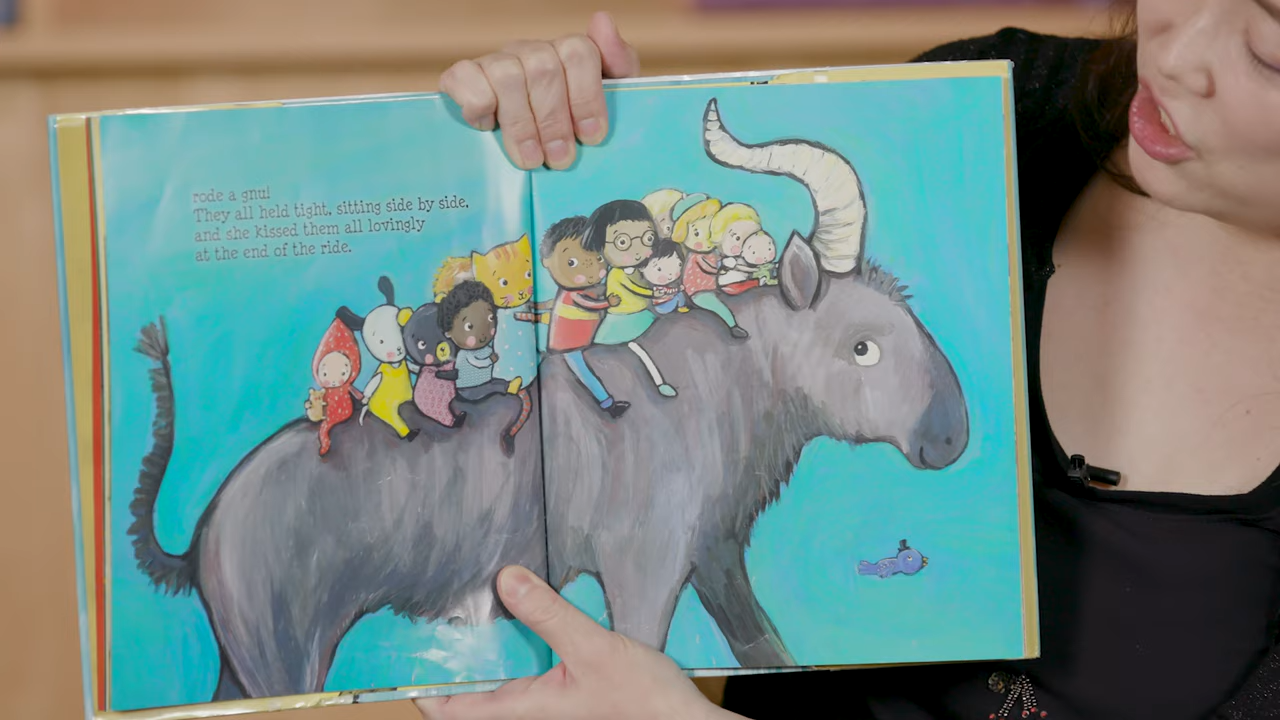 rode a gnu!
They all held tight, sitting side by side,
and she kissed them all lovingly
at the end of the ride.